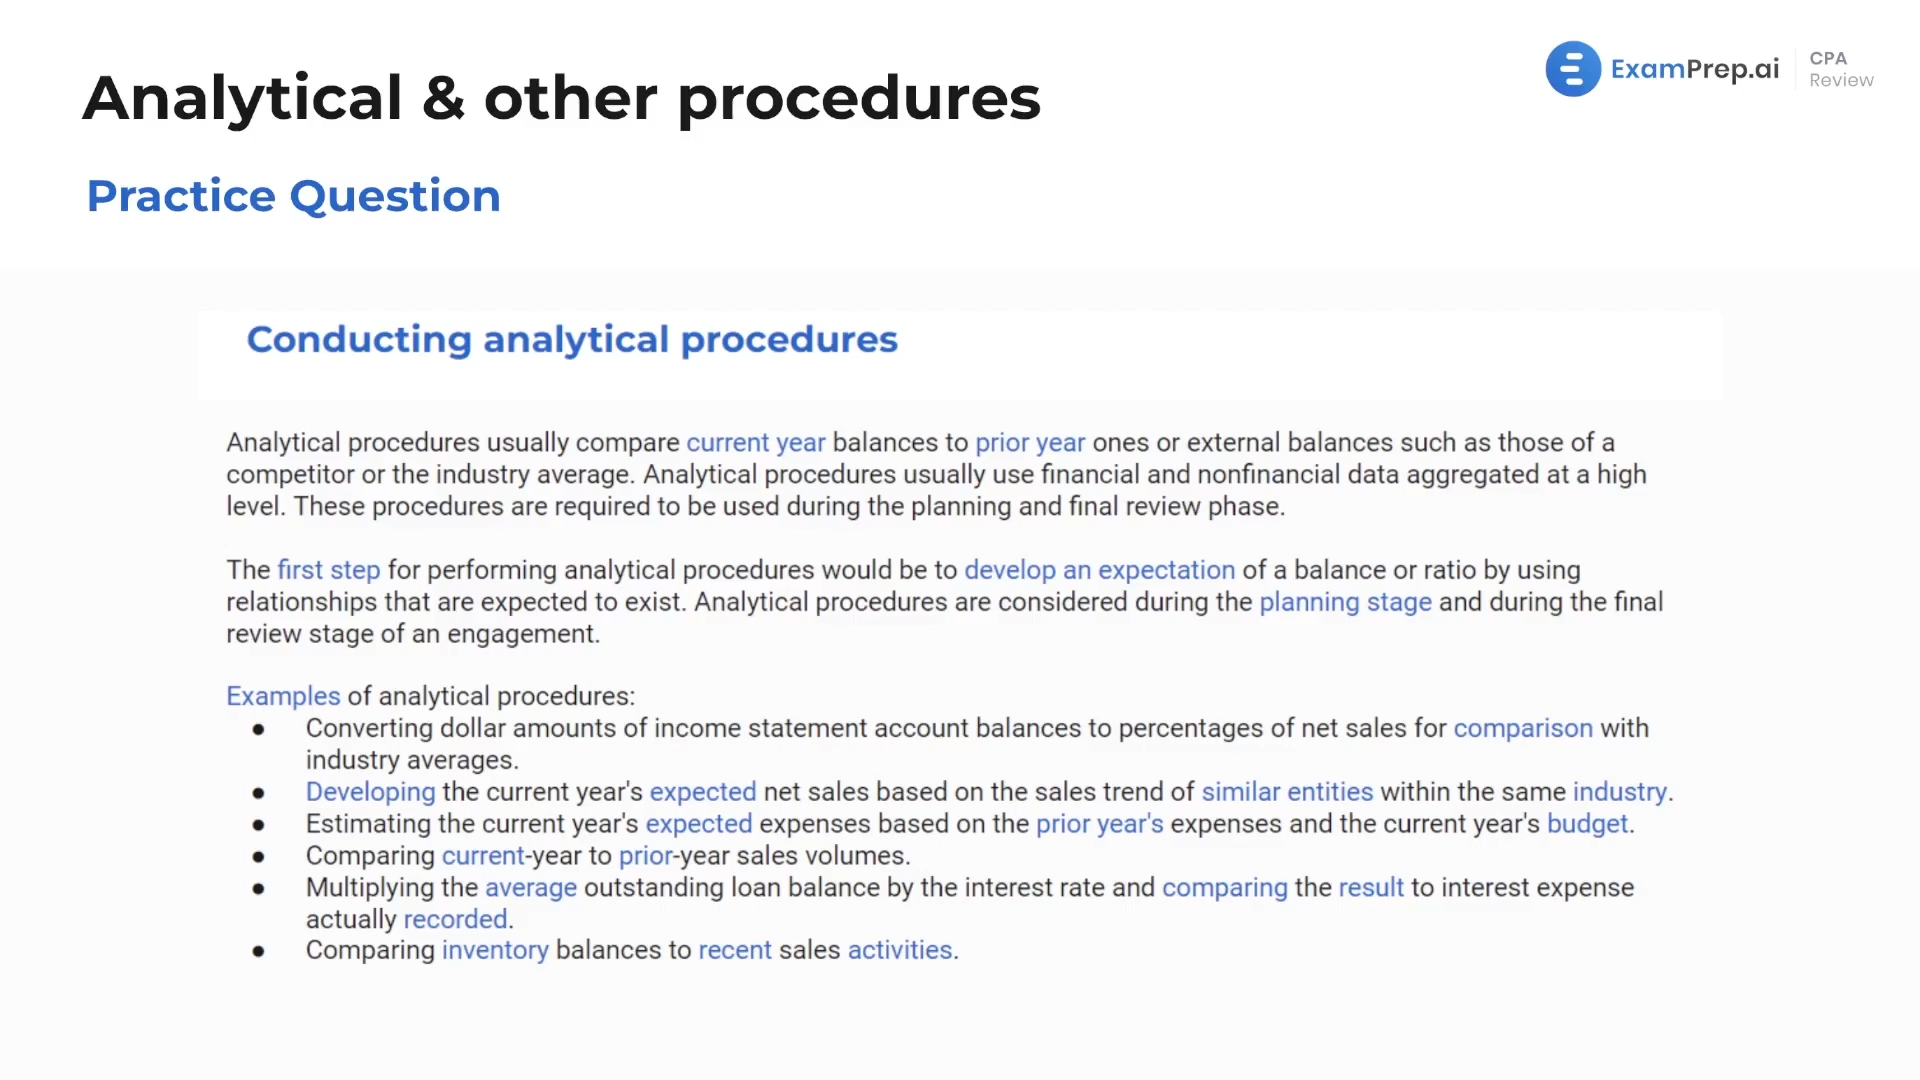 Analytical & other procedures
ExamPrep.ai
CPA
Review
Practice Question
Conducting analytical procedures
Analytical procedures usually compare current year balances to prior year ones or external balances such as those of a
competitor or the industry average. Analytical procedures usually use financial and nonfinancial data aggregated at a high
level. These procedures are required to be used during the planning and final review phase.
The first step for performing analytical procedures would be to develop an expectation of a balance or ratio by using
relationships that are expected to exist. Analytical procedures are considered during the planning stage and during the final
review stage of an engagement.
Examples of analytical procedures:
● Converting dollar amounts of income statement account balances to percentages of net sales for comparison with
industry averages.
● Developing the current year's expected net sales based on the sales trend of similar entities within the same industry.
● Estimating the current year's expected expenses based on the prior year's expenses and the current year's budget.
● Comparing current-year to prior-year sales volumes.
● Multiplying the average outstanding loan balance by the interest rate and comparing the result to interest expense
actually recorded.
● Comparing inventory balances to recent sales activities.